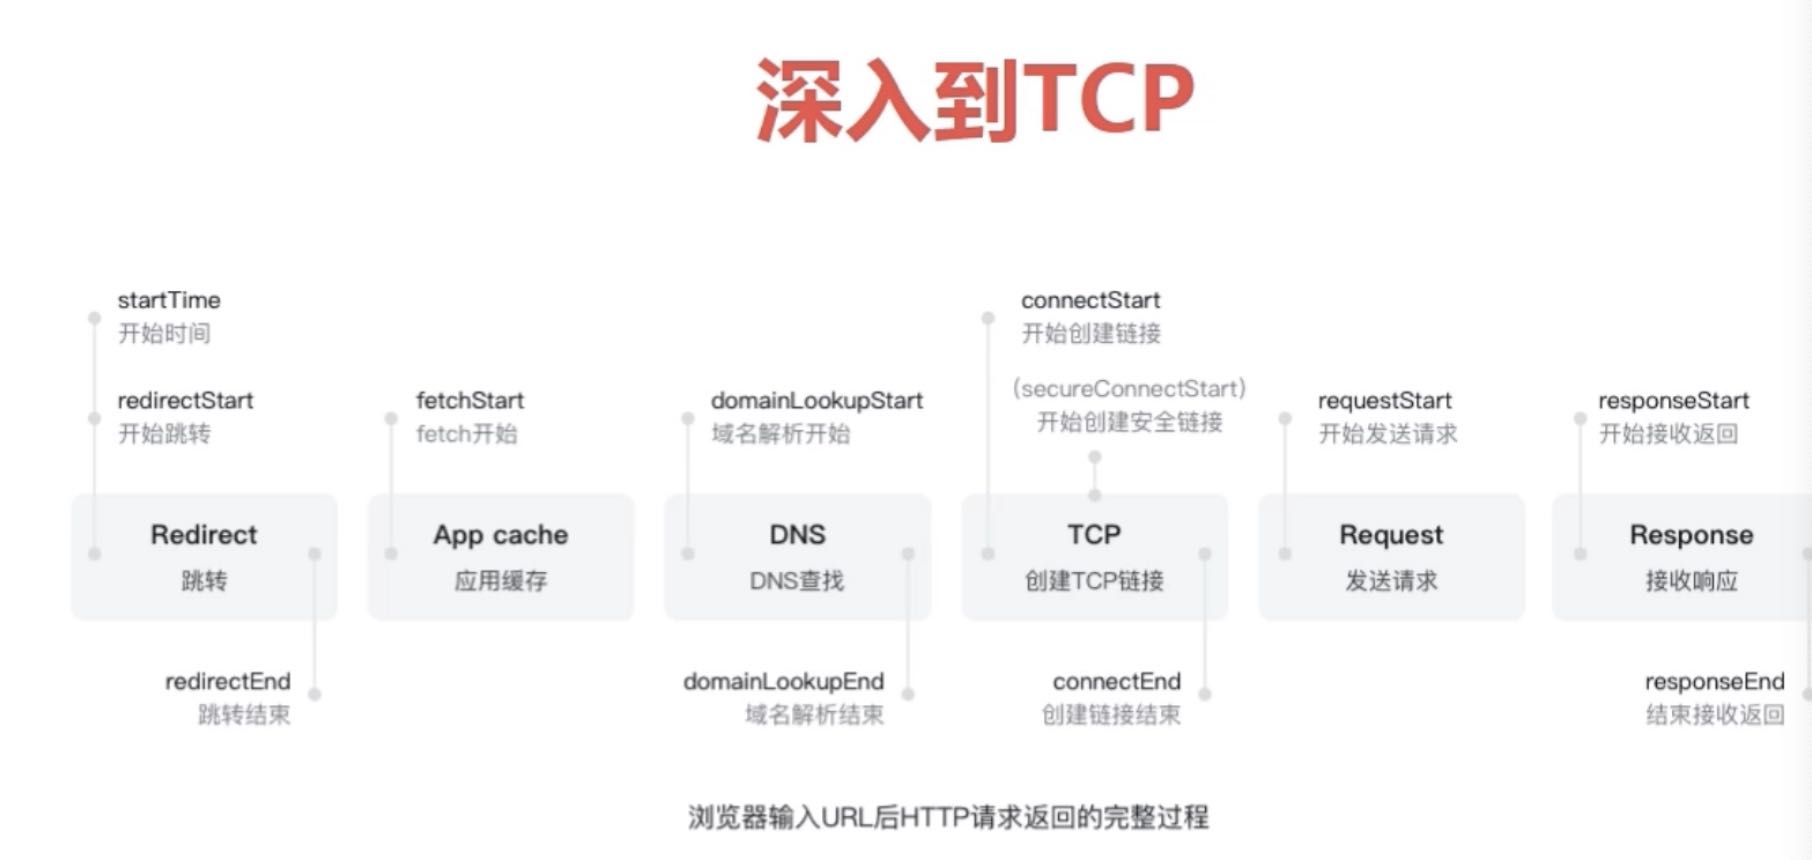 深入到TCP
startTime
开始时间
redirectStart
开始跳转
fetchStart
fetch开始
domainLookupStart
域名解析开始
connectStart
开始创建链接
(secureConnectStart)
开始创建安全链接
requestStart
开始发送请求
responseStart
开始接收返回
Redirect
跳转
App cache
应用缓存
DNS
DNS查找
TCP
创建TCP链接
Request
发送请求
Response
接收响应
redirectEnd
跳转结束
domainLookupEnd
域名解析结束
connectEnd
创建链接结束
responseEnd
结束接收返回
浏览器输入URL后HTTP请求返回的完整过程